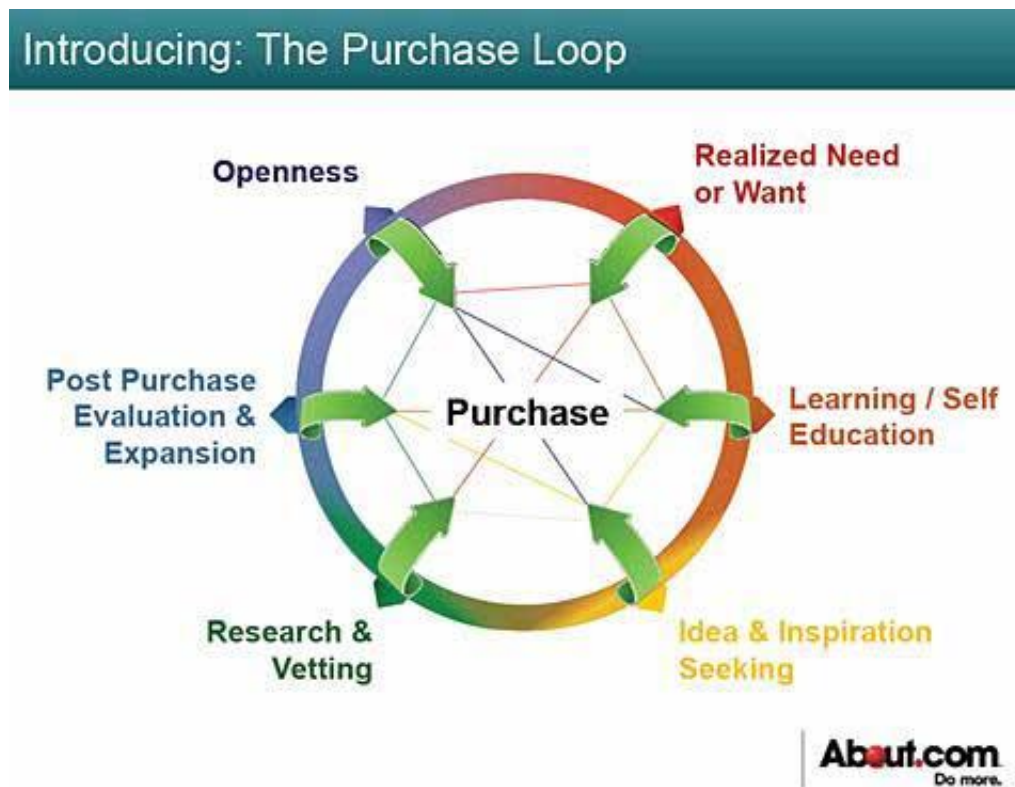 Introducing: The Purchase Loop
Openness
Realized Need
or Want
Post Purchase
Evaluation &
Expansion
Purchase
Learning / Self
Education
Research &
Vetting
Idea & Inspiration
Seeking
About.com
Do more.